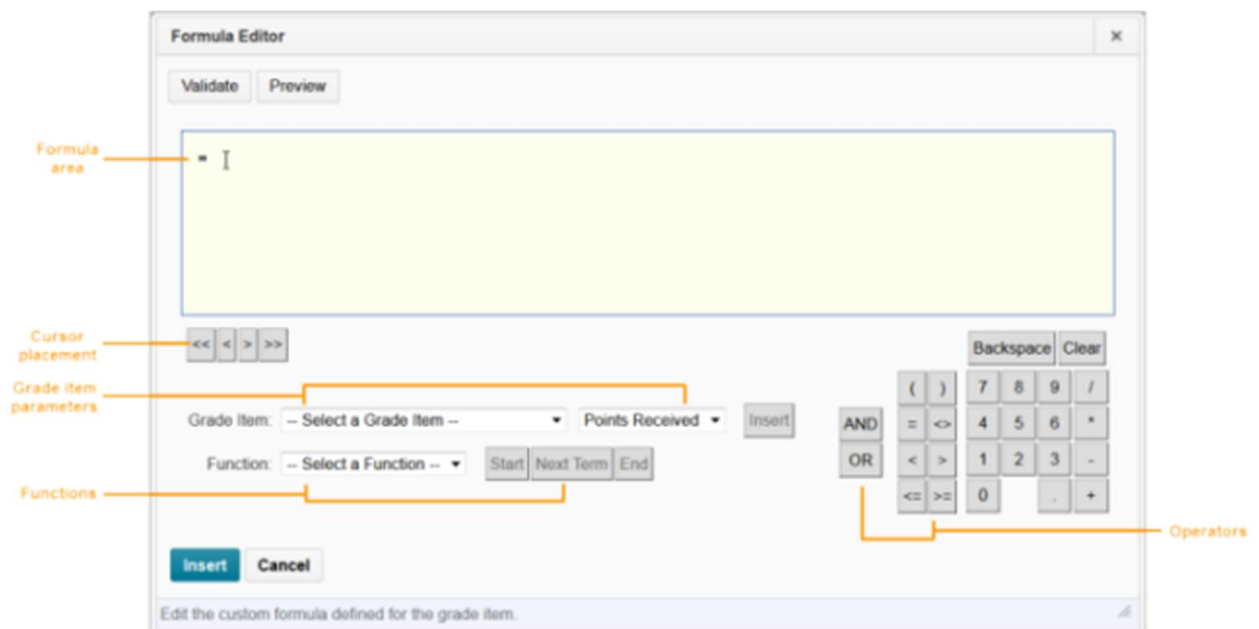 Formula Editor ×
Validate Preview
Formula
area
=
Cursor
placement
<< < > >>
Backspace Clear
Grade item
parameters
( ) 7 8 9 /
Grade Item: -- Select a Grade Item -- Points Received Insert
AND = <> 4 5 6 *
Function: -- Select a Function -- Start Next Term End
OR < > 1 2 3 -
Functions
<= >= 0 . +
Operators
Insert Cancel
Edit the custom formula defined for the grade item.